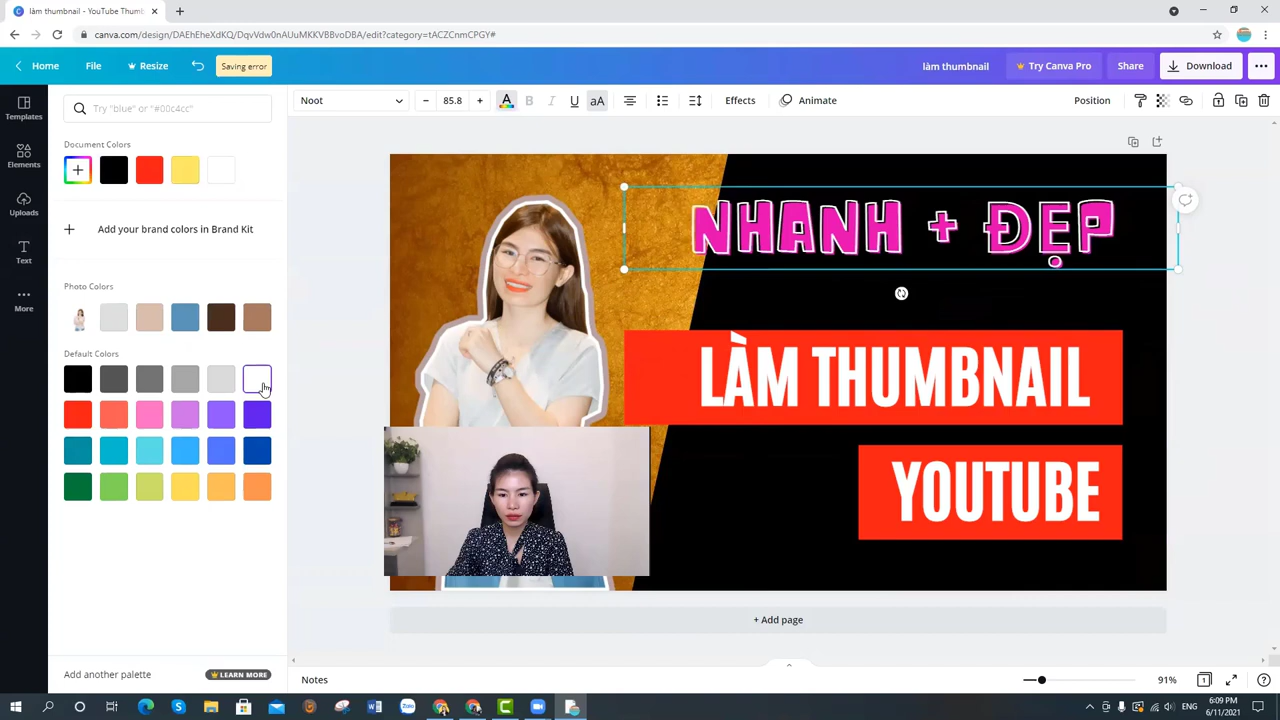 làm thumbnail - YouTube Thumb
canva.com/design/DAEhEheXdKQ/DqvVdw0nAUuMKKVBBvoDBA/edit?category=tACZCnmCPGY#
Home
File
Resize
Saving error
làm thumbnail
Try Canva Pro
Share
Download
Templates
Elements
Uploads
Text
More
Try "blue" or "#00c4cc"
Noot
85.8
A
B
I
U
aA
Effects
Animate
Position
Document Colors
Add your brand colors in Brand Kit
Photo Colors
Default Colors
NHANH + ĐẸP
LÀM THUMBNAIL
YOUTUBE
+ Add page
Add another palette
LEARN MORE
Notes
91%
1
ENG
6:09 PM
6/11/2021